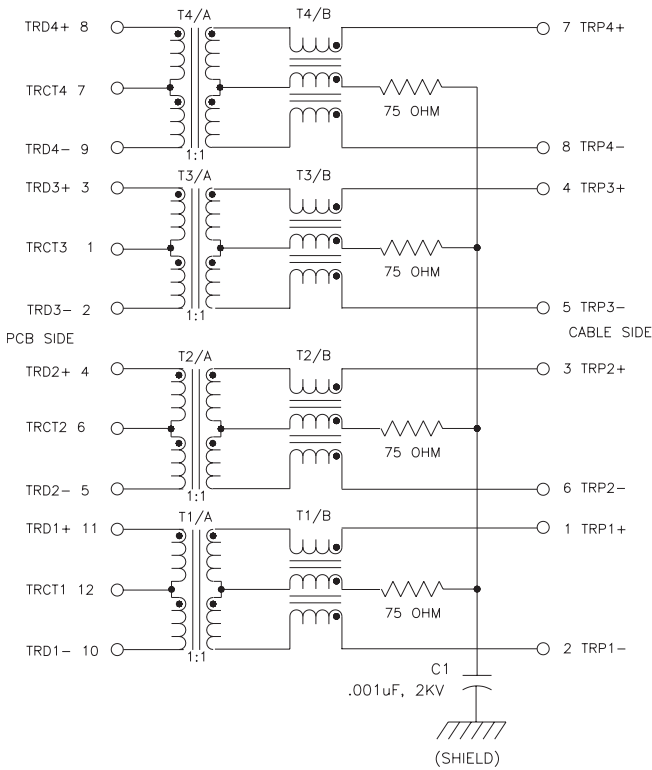 T4/A T4/B
TRD4+ 8 7 TRP4+
TRCT4 7
75 OHM
TRD4- 9 8 TRP4-
1:1
T3/A T3/B
TRD3+ 3 4 TRP3+
TRCT3 1
75 OHM
TRD3- 2 5 TRP3-
1:1
PCB SIDE CABLE SIDE
T2/A T2/B
TRD2+ 4 3 TRP2+
TRCT2 6
75 OHM
TRD2- 5 6 TRP2-
1:1
T1/A T1/B
TRD1+ 11 1 TRP1+
TRCT1 12
75 OHM
TRD1- 10 2 TRP1-
1:1
C1
.001uF, 2KV
(SHIELD)